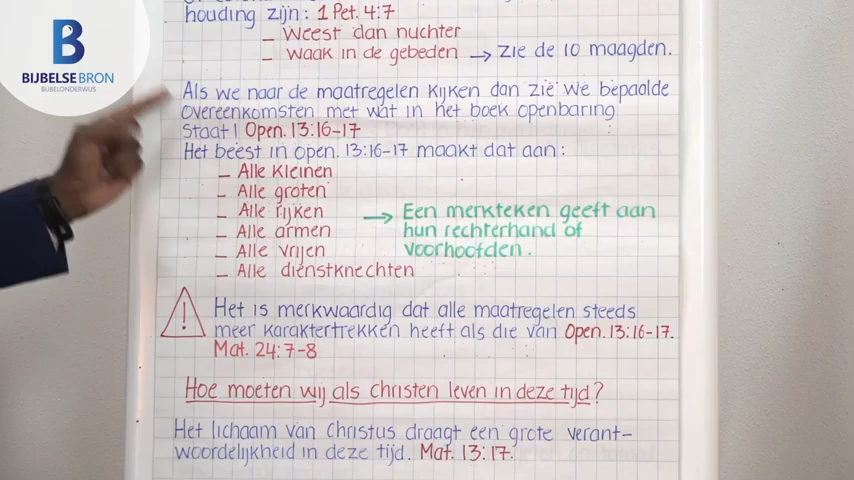 BIJBELSE BRON
BIJBELONDERWIJS
houding zijn: 1 Pet. 4:7
– Weest dan nuchter
– Waak in de gebeden → Zie de 10 maagden.
Als we naar de maatregelen kijken dan zie we bepaalde
overeenkomsten met wat in het boek openbaring
Staat! Open. 13:16-17
Het beest in open. 13:16-17 maakt dat aan:
– Alle kleinen
– Alle groten
– Alle rijken
– Alle armen
– Alle vrijen
– Alle dienstknechten
→ Een merkteken geeft aan
hun rechterhand of
voorhoofden.
! Het is merkwaardig dat alle maatregelen steeds
meer karaktertrekken heeft als die van Open. 13:16-17.
Mat. 24:7-8
Hoe moeten wij als Christen leven in deze tijd?
Het lichaam van Christus draagt een grote verant-
woordelijkheid in deze tijd. Mat. 13:17.